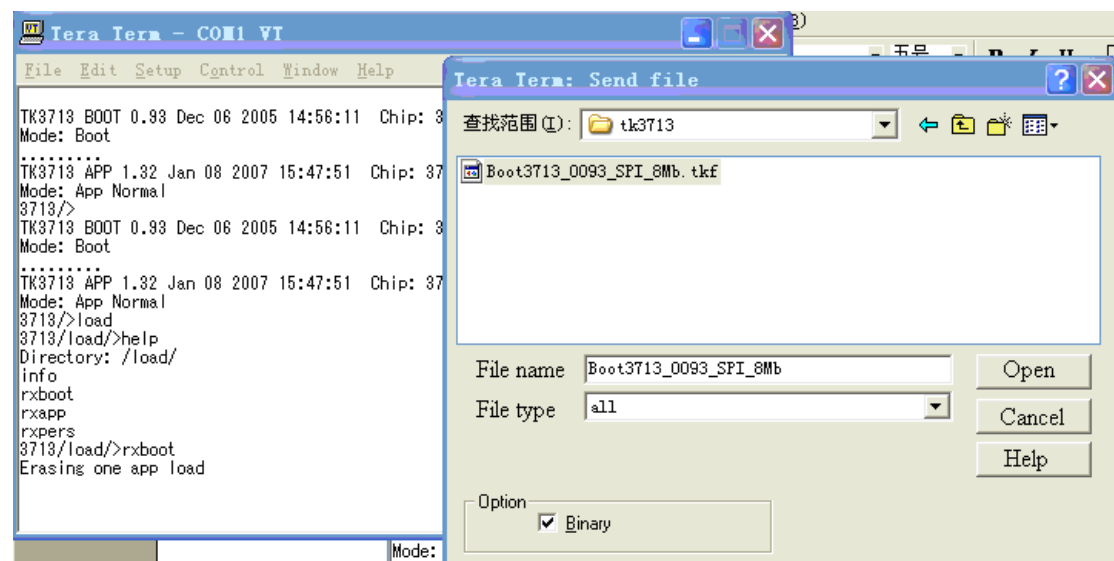 Tera Term - COM1 VT
File Edit Setup Control Window Help
TK3713 BOOT 0.93 Dec 06 2005 14:56:11 Chip: 3
Mode: Boot
.........
TK3713 APP 1.32 Jan 08 2007 15:47:51 Chip: 37
Mode: App Normal
3713/>
TK3713 BOOT 0.93 Dec 06 2005 14:56:11 Chip: 3
Mode: Boot
.........
TK3713 APP 1.32 Jan 08 2007 15:47:51 Chip: 37
Mode: App Normal
3713/>load
3713/load/>help
Directory: /load/
info
rxboot
rxapp
rxpers
3713/load/>rxboot
Erasing one app load
五号
Tera Term: Send file
查找范围(I): tk3713
Boot3713_0093_SPI_8Mb.tkf
File name Boot3713_0093_SPI_8Mb Open
File type all Cancel
Help
Option
Binary
Mode: